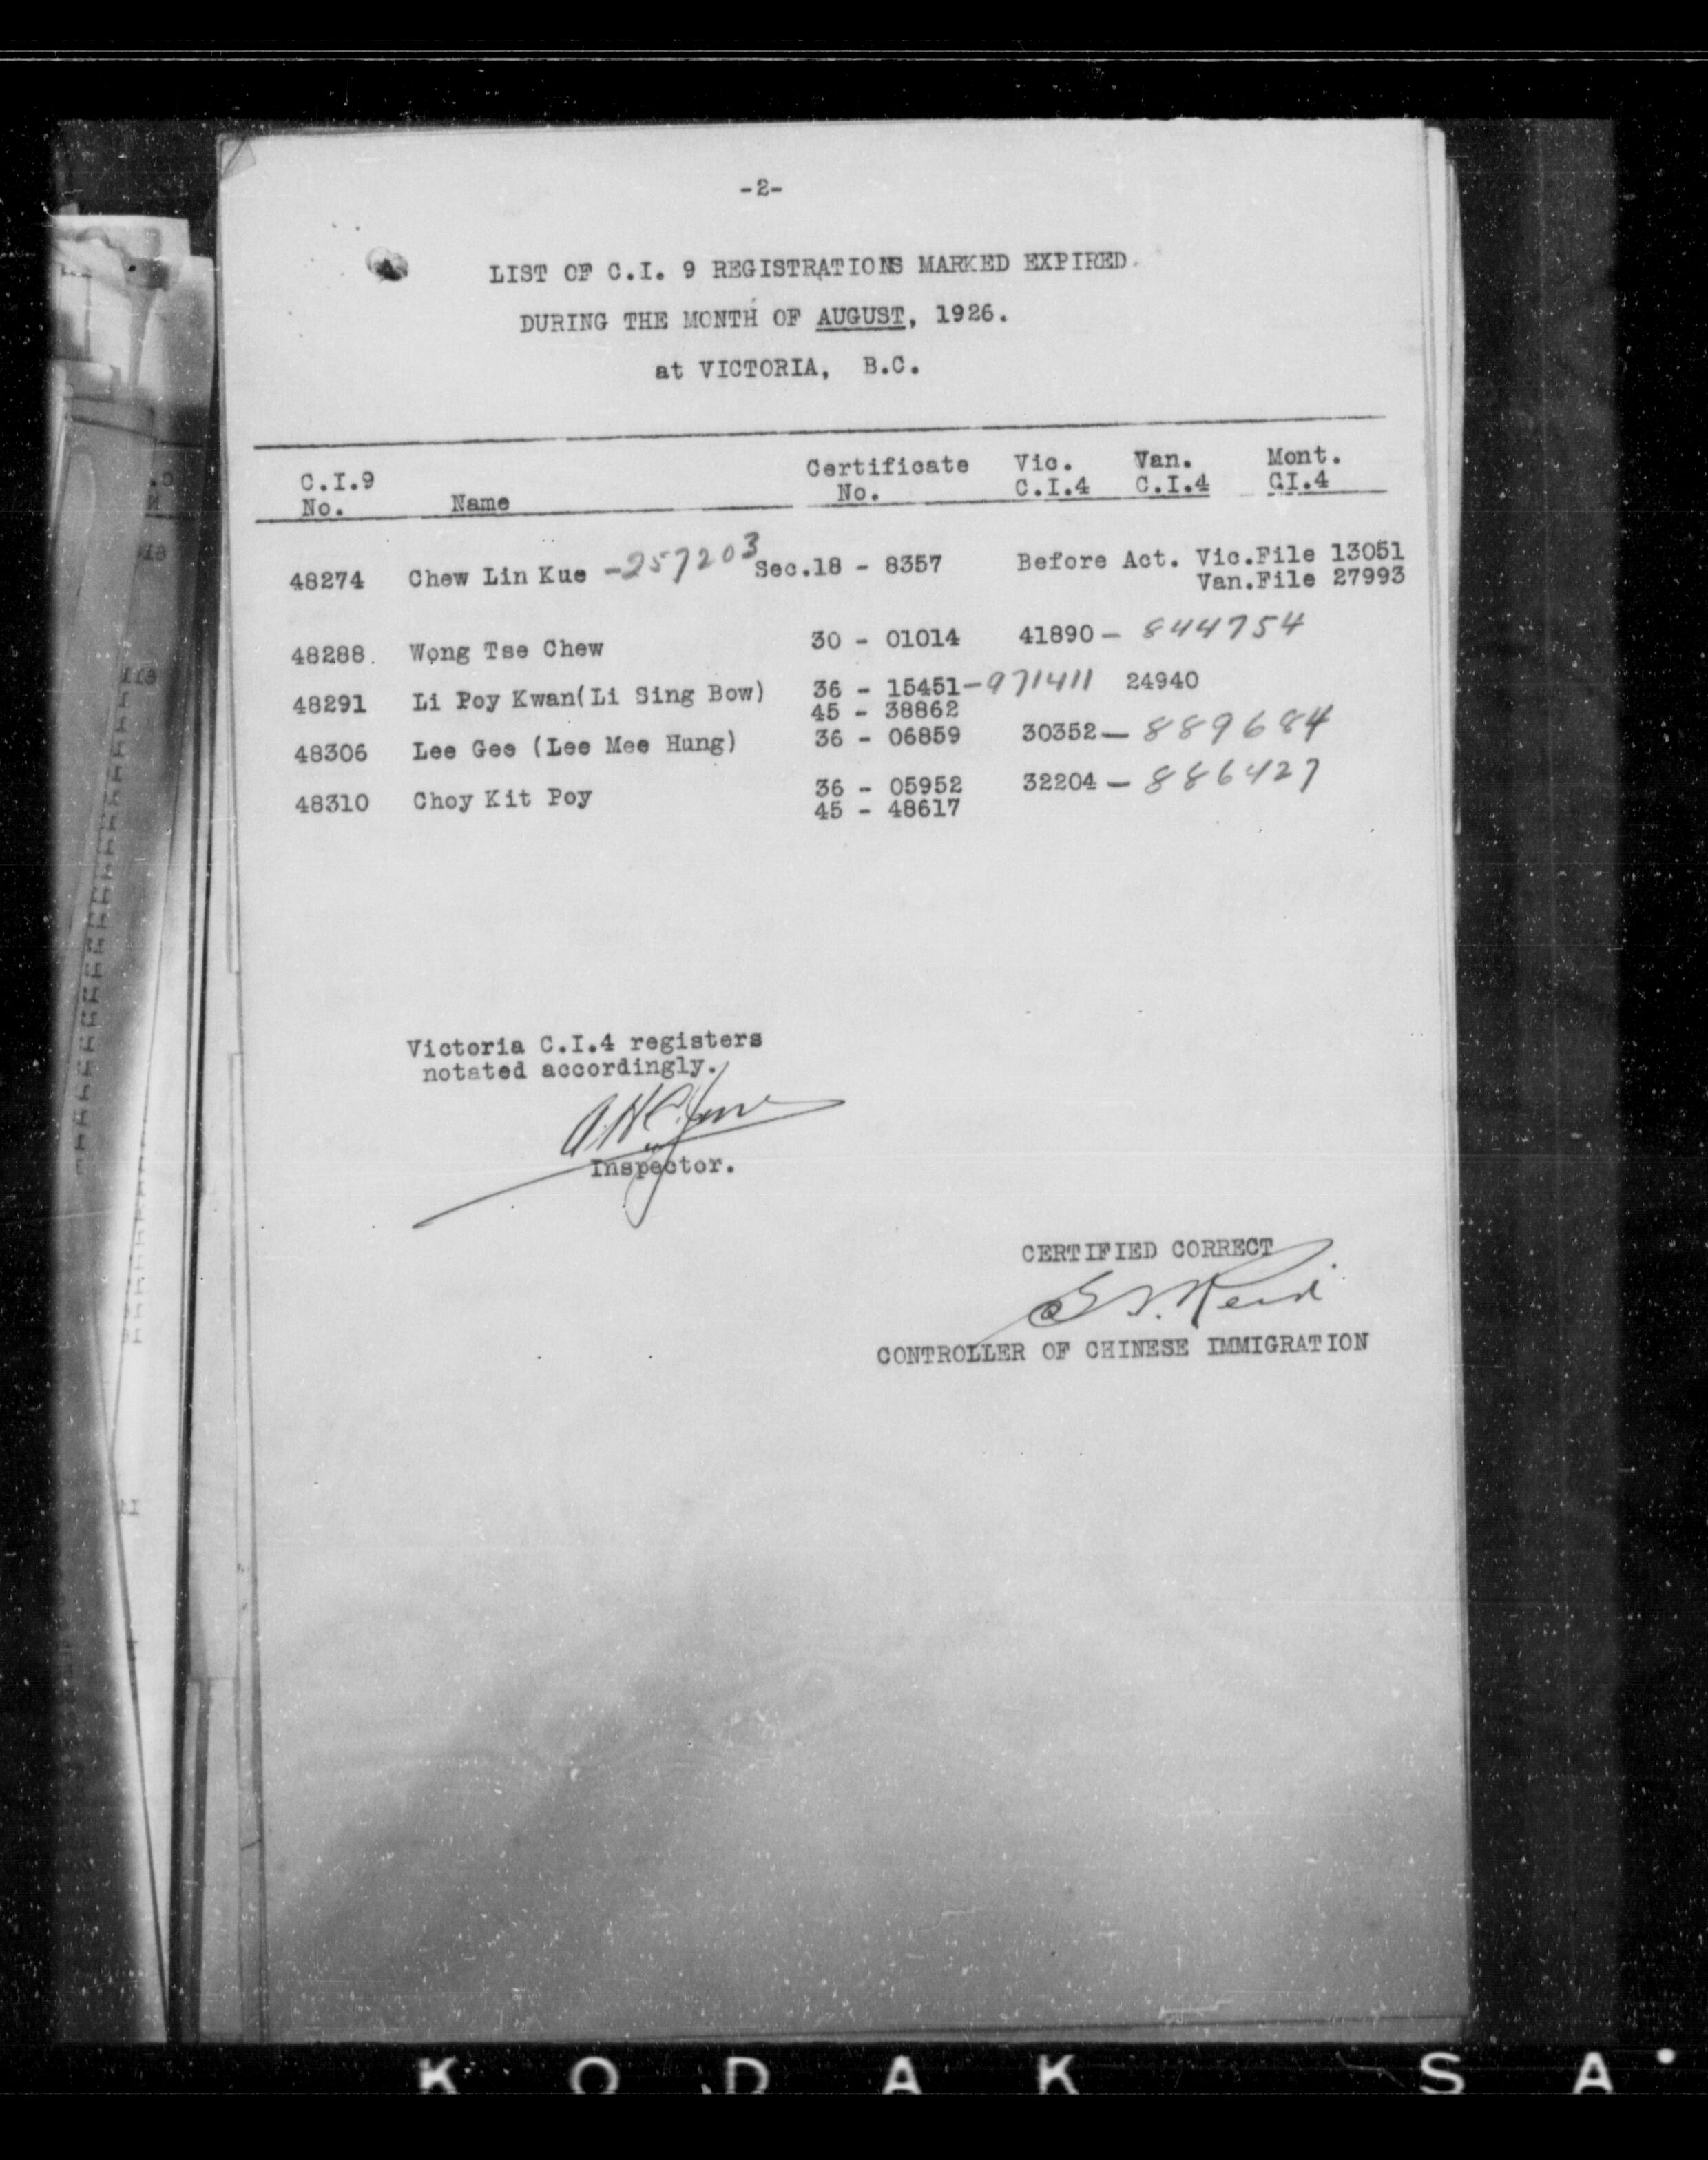 -2-
LIST OF C.I. 9 REGISTRATIONS MARKED EXPIRED.
DURING THE MONTH OF AUGUST, 1926.
at VICTORIA, B.C.
C.I.9 No. Name Certificate No. Vic. C.I.4 Van. C.I.4 Mont. C.I.4
48274 Chew Lin Kue -257203 Sec.18 - 8357 Before Act. Vic.File 13051
Van.File 27993
48288. Wong Tse Chew 30 - 01014 41890 - 844754
48291 Li Poy Kwan(Li Sing Bow) 36 - 15451 -971411 24940
45 - 38862
48306 Lee Gee (Lee Mee Hung) 36 - 06859 30352 - 889684
48310 Choy Kit Poy 36 - 05952 32204 - 886427
45 - 48617
Victoria C.I.4 registers
notated accordingly.
Inspector.
CERTIFIED CORRECT
CONTROLLER OF CHINESE IMMIGRATION
KODAK SA